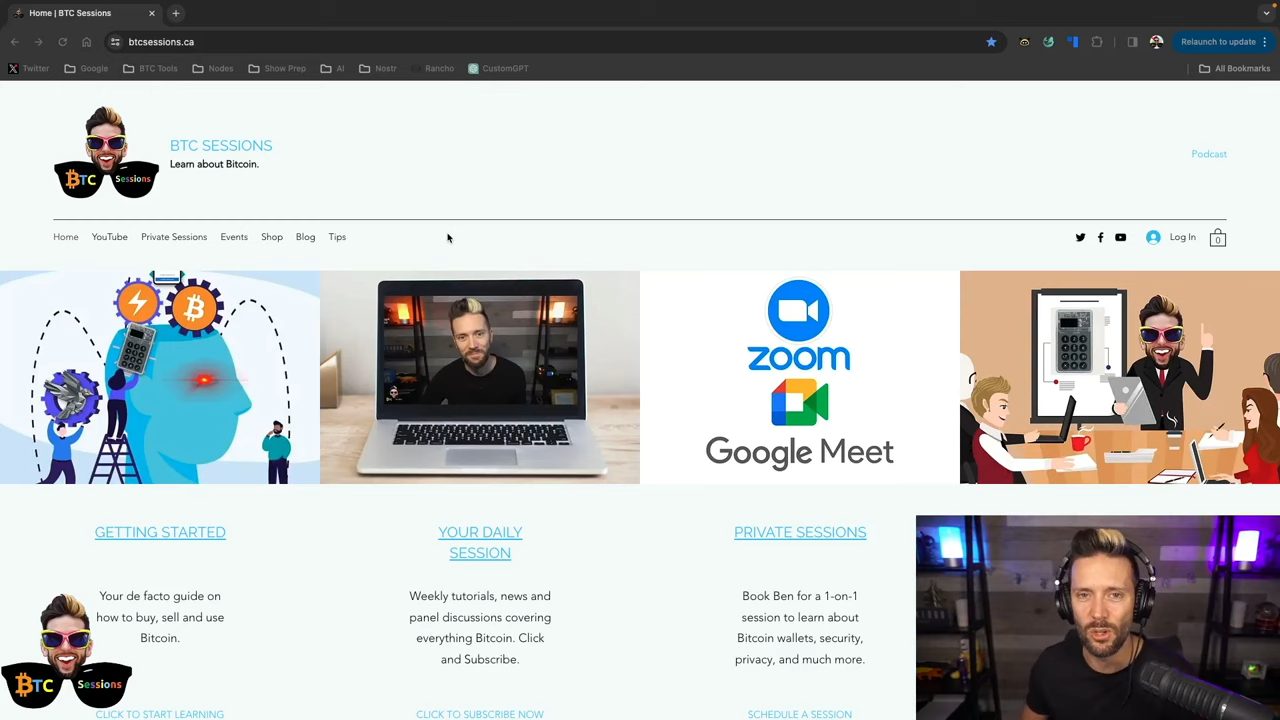 Home | BTC Sessions
btcsessions.ca
Relaunch to update
Twitter
Google
BTC Tools
Nodes
Show Prep
AI
Nostr
Rancho
CustomGPT
All Bookmarks
BTC Sessions
BTC SESSIONS
Learn about Bitcoin.
Podcast
Home
YouTube
Private Sessions
Events
Shop
Blog
Tips
Log In
0
zoom
Google Meet
GETTING STARTED
Your de facto guide on
how to buy, sell and use
Bitcoin.
CLICK TO START LEARNING
YOUR DAILY
SESSION
Weekly tutorials, news and
panel discussions covering
everything Bitcoin. Click
and Subscribe.
CLICK TO SUBSCRIBE NOW
PRIVATE SESSIONS
Book Ben for a 1-on-1
session to learn about
Bitcoin wallets, security,
privacy, and much more.
SCHEDULE A SESSION
BTC Sessions